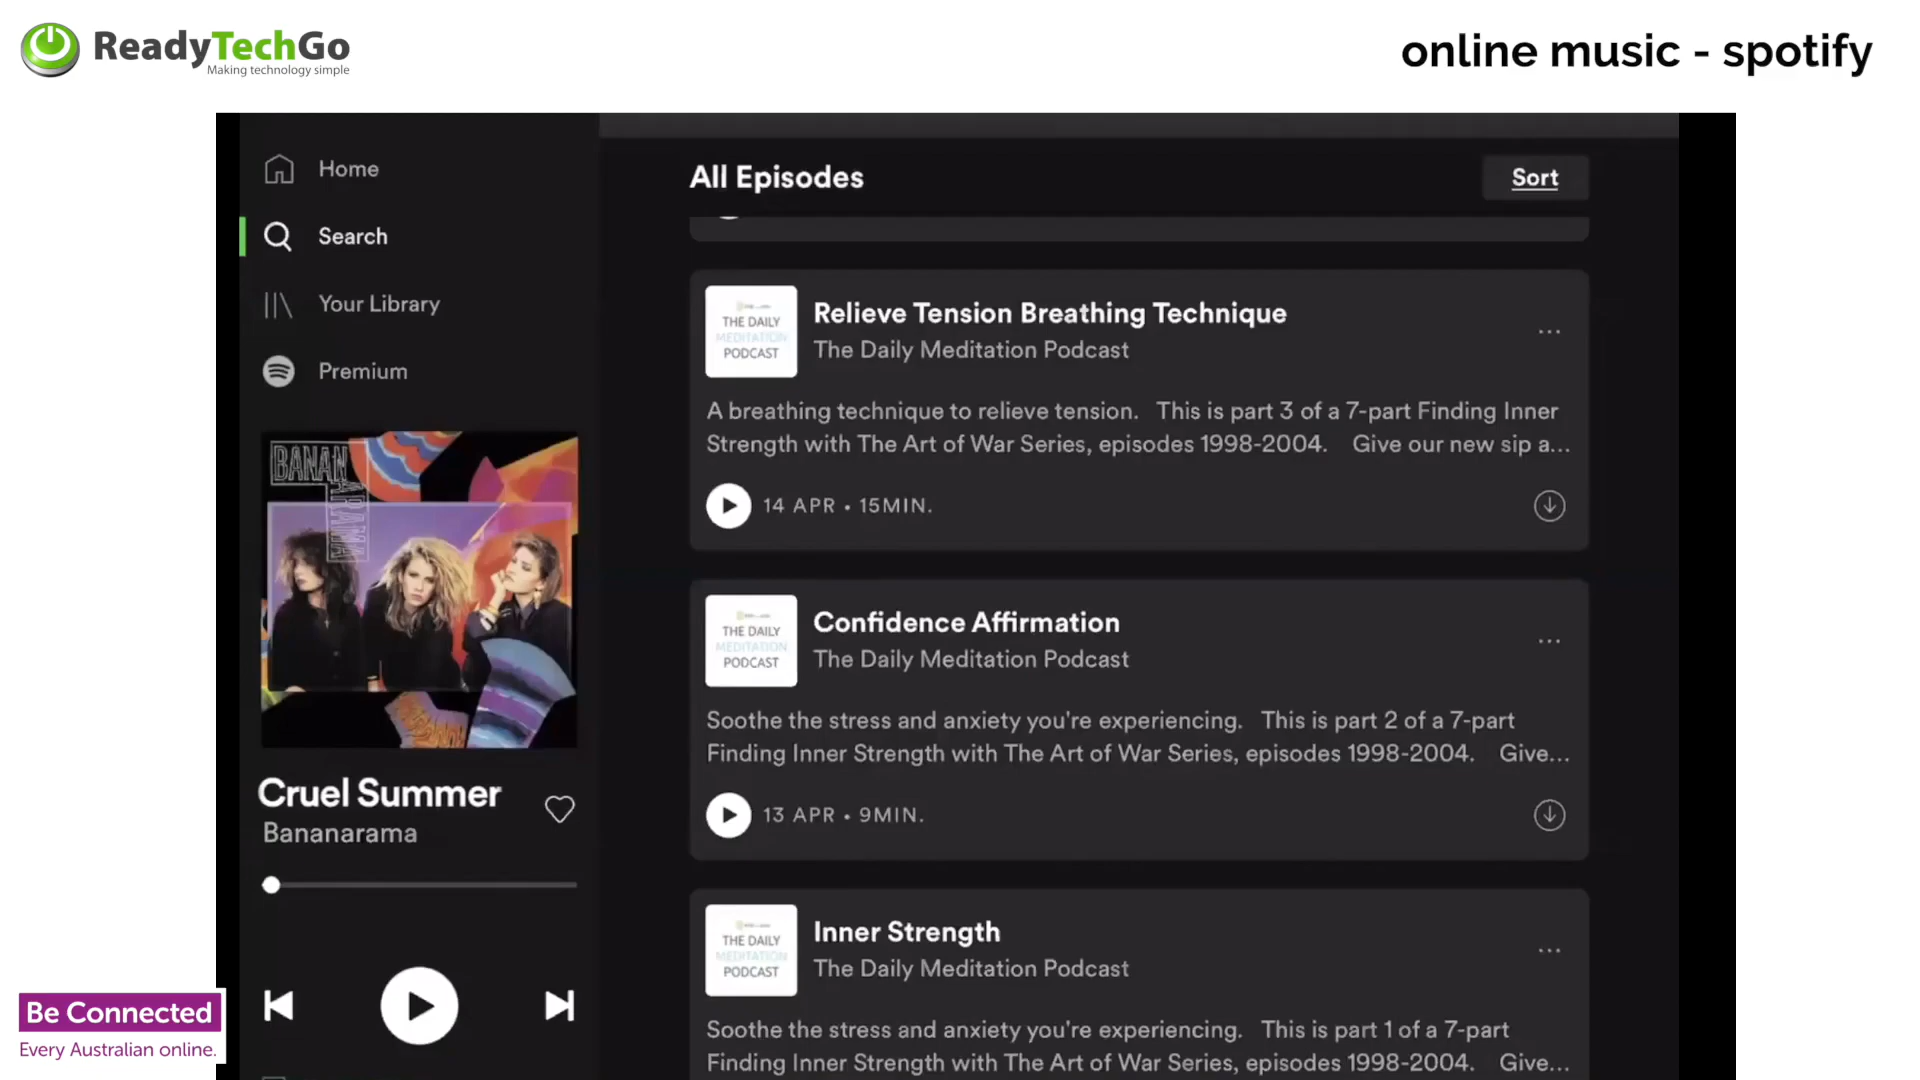 ReadyTechGo
Making technology simple
online music - spotify
Home
Search
Your Library
Premium
BANANARAMA
Cruel Summer
Bananarama
All Episodes
Sort
THE DAILY
MEDITATION
PODCAST
Relieve Tension Breathing Technique
The Daily Meditation Podcast
A breathing technique to relieve tension. This is part 3 of a 7-part Finding Inner
Strength with The Art of War Series, episodes 1998-2004. Give our new sip a...
14 APR • 15MIN.
THE DAILY
MEDITATION
PODCAST
Confidence Affirmation
The Daily Meditation Podcast
Soothe the stress and anxiety you're experiencing. This is part 2 of a 7-part
Finding Inner Strength with The Art of War Series, episodes 1998-2004. Give...
13 APR • 9MIN.
THE DAILY
MEDITATION
PODCAST
Inner Strength
The Daily Meditation Podcast
Soothe the stress and anxiety you're experiencing. This is part 1 of a 7-part
Finding Inner Strength with The Art of War Series, episodes 1998-2004. Give...
Be Connected
Every Australian online.